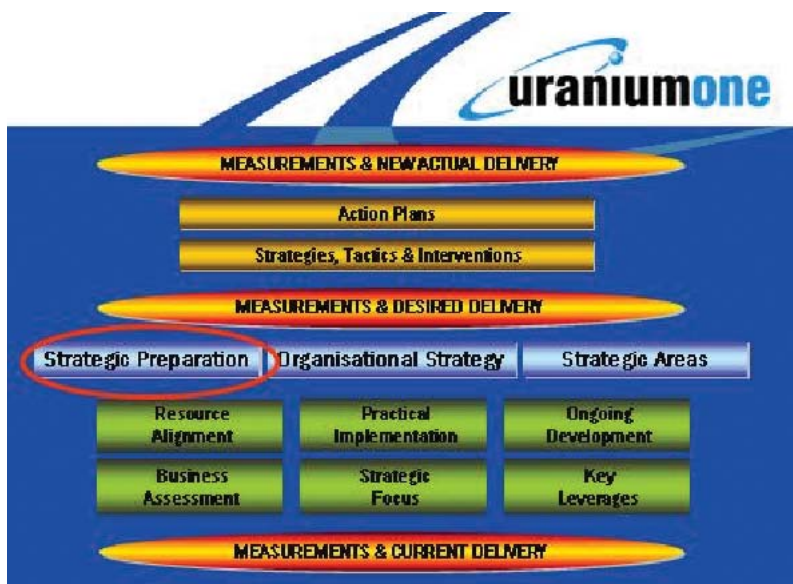 uraniumone
MEASUREMENTS & NEW ACTUAL DELIVERY
Action Plans
Strategies, Tactics & Interventions
MEASUREMENTS & DESIRED DELIVERY
Strategic Preparation
Organisational Strategy
Strategic Areas
Resource
Alignment
Practical
Implementation
Ongoing
Development
Business
Assessment
Strategic
Focus
Key
Leverages
MEASUREMENTS & CURRENT DELIVERY